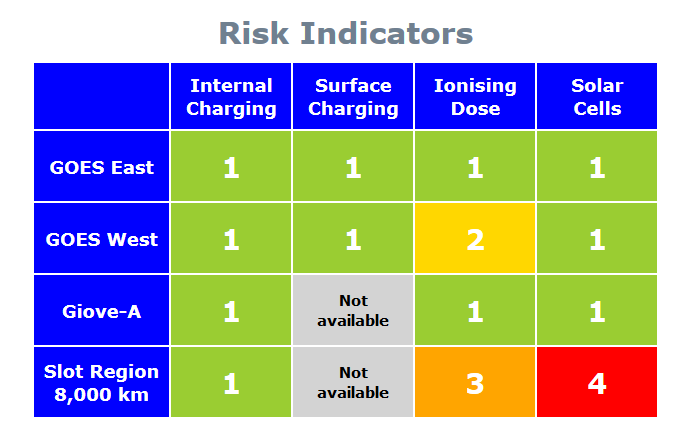 Risk Indicators
Internal Charging
Surface Charging
Ionising Dose
Solar Cells
GOES East 1 1 1 1
GOES West 1 1 2 1
Giove-A 1 Not available 1 1
Slot Region 8,000 km 1 Not available 3 4